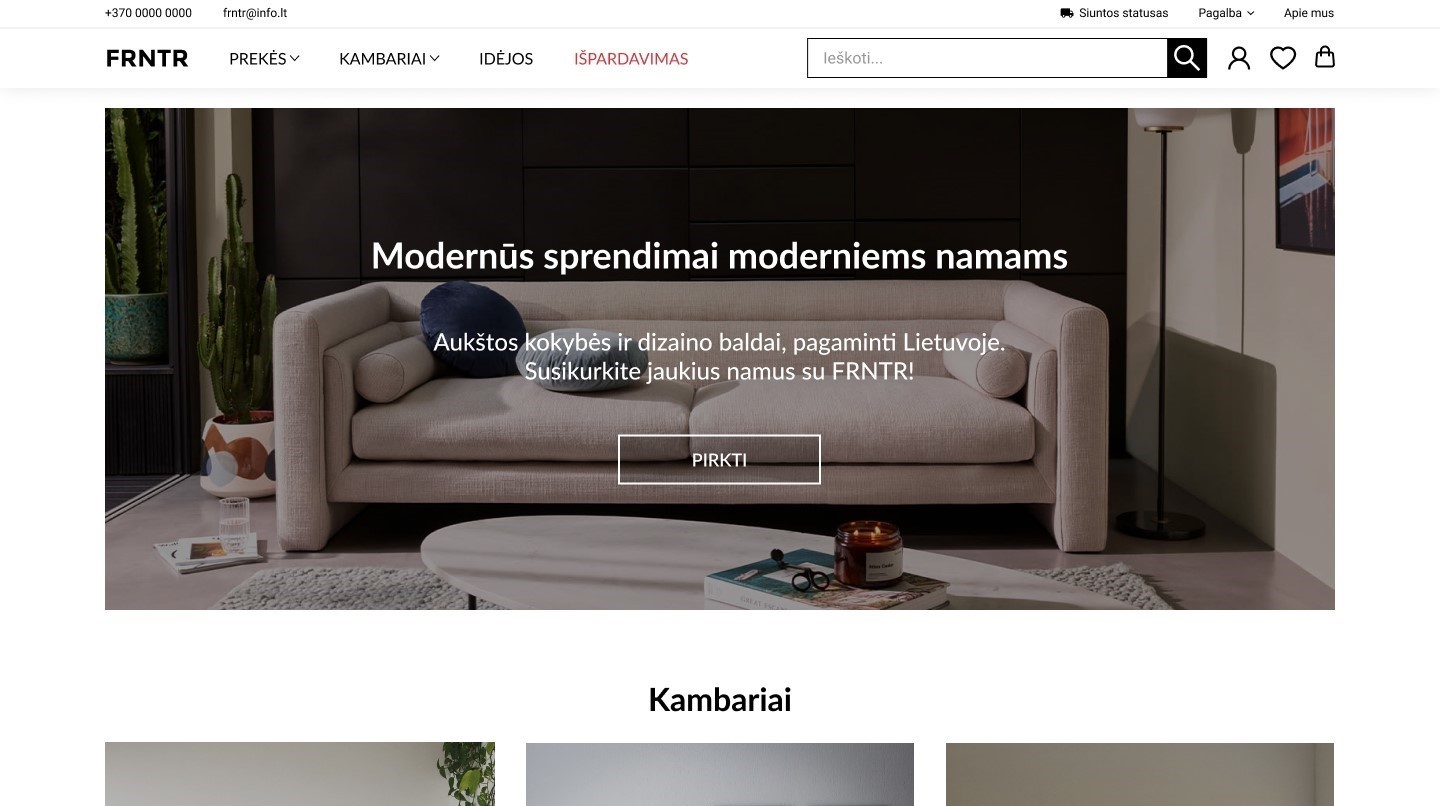 +370 0000 0000 frntr@info.lt Siuntos statusas Pagalba Apie mus
FRNTR PREKĖS KAMBARIAI IDĖJOS IŠPARDAVIMAS Ieškoti...
Modernūs sprendimai moderniems namams
Aukštos kokybės ir dizaino baldai, pagaminti Lietuvoje.
Susikurkite jaukius namus su FRNTR!
PIRKTI
Kambariai